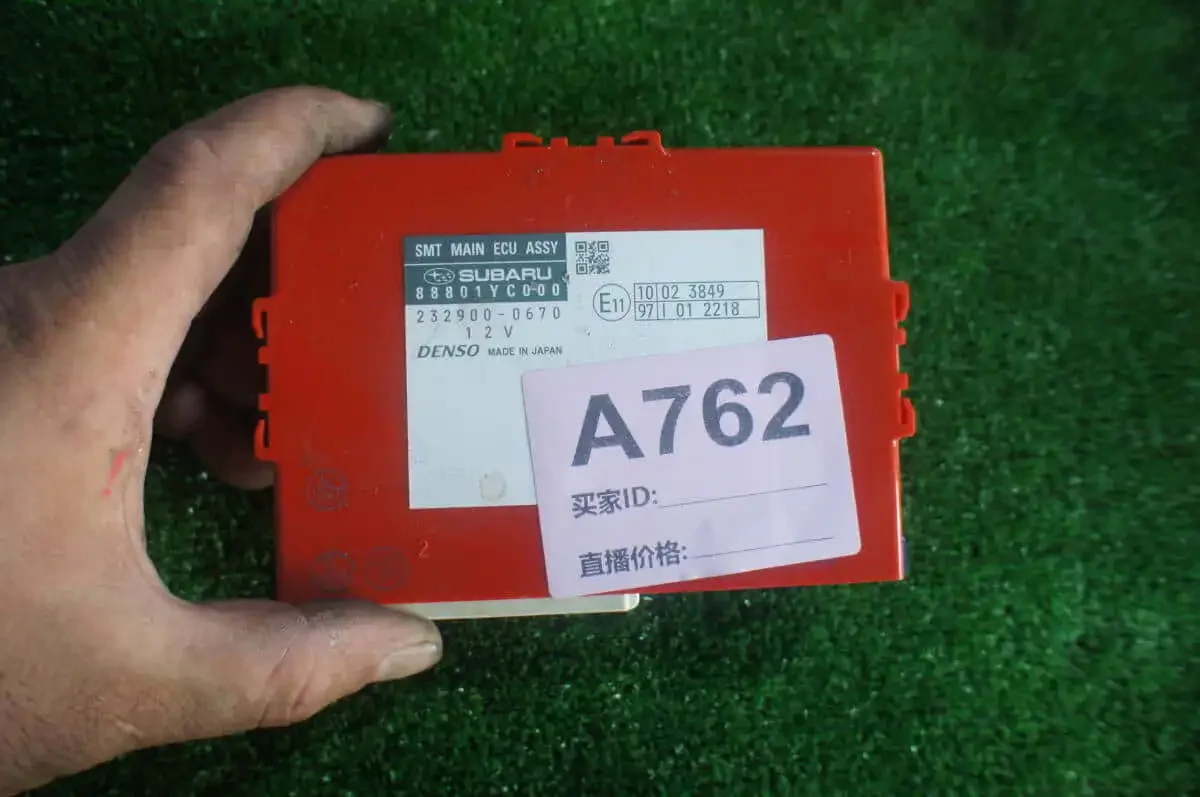 SMT MAIN ECU ASSY
SUBARU
88801YC000
232900-0670
12V
DENSO MADE IN JAPAN
E11
10 02 3849
97 I 01 2218
A762
买家ID:
直播价格:
2